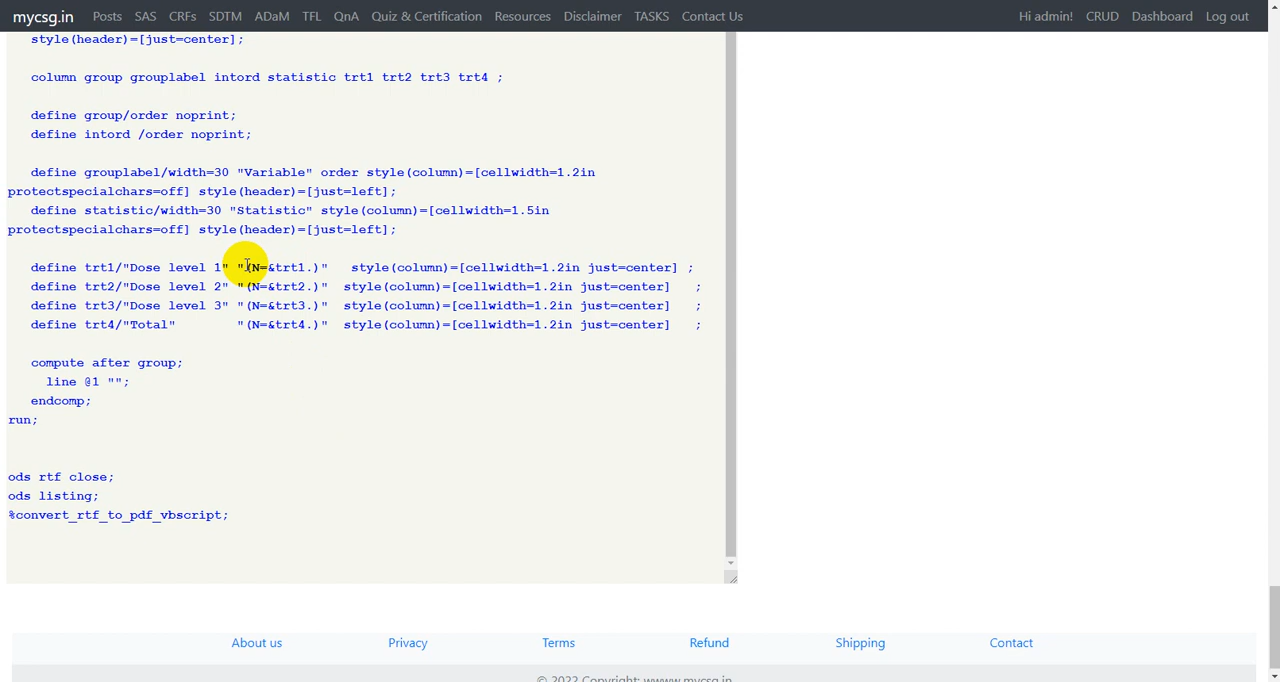 mycsg.in Posts SAS CRFs SDTM ADaM TFL QnA Quiz & Certification Resources Disclaimer TASKS Contact Us Hi admin! CRUD Dashboard Log out
style(header)=[just=center];
column group grouplabel intord statistic trt1 trt2 trt3 trt4 ;
define group/order noprint;
define intord /order noprint;
define grouplabel/width=30 "Variable" order style(column)=[cellwidth=1.2in
protectspecialchars=off] style(header)=[just=left];
define statistic/width=30 "Statistic" style(column)=[cellwidth=1.5in
protectspecialchars=off] style(header)=[just=left];
define trt1/"Dose level 1" "(N=&trt1.)" style(column)=[cellwidth=1.2in just=center] ;
define trt2/"Dose level 2" "(N=&trt2.)" style(column)=[cellwidth=1.2in just=center] ;
define trt3/"Dose level 3" "(N=&trt3.)" style(column)=[cellwidth=1.2in just=center] ;
define trt4/"Total" "(N=&trt4.)" style(column)=[cellwidth=1.2in just=center] ;
compute after group;
line @1 "";
endcomp;
run;
ods rtf close;
ods listing;
%convert_rtf_to_pdf_vbscript;
About us Privacy Terms Refund Shipping Contact
© 2022 Copyright: wwww.mycsg.in